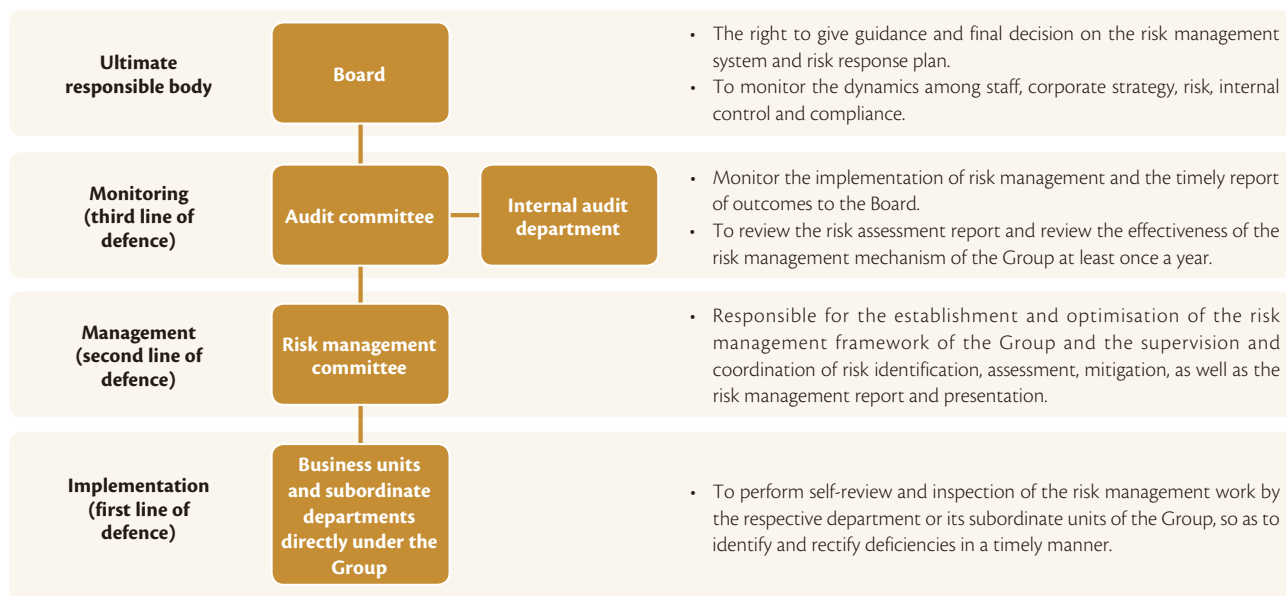 Ultimate
responsible body
Board
• The right to give guidance and final decision on the risk management
system and risk response plan.
• To monitor the dynamics among staff, corporate strategy, risk, internal
control and compliance.
Monitoring
(third line of
defence)
Audit committee
Internal audit
department
• Monitor the implementation of risk management and the timely report
of outcomes to the Board.
• To review the risk assessment report and review the effectiveness of the
risk management mechanism of the Group at least once a year.
Management
(second line of
defence)
Risk management
committee
• Responsible for the establishment and optimisation of the risk
management framework of the Group and the supervision and
coordination of risk identification, assessment, mitigation, as well as the
risk management report and presentation.
Implementation
(first line of
defence)
Business units
and subordinate
departments
directly under the
Group
• To perform self-review and inspection of the risk management work by
the respective department or its subordinate units of the Group, so as to
identify and rectify deficiencies in a timely manner.